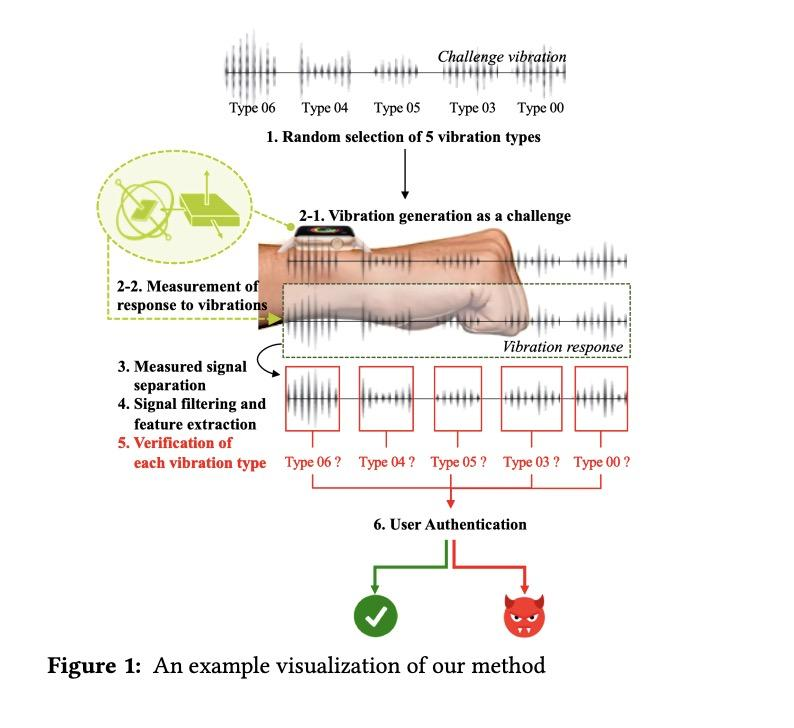 Challenge vibration
Type 06 Type 04 Type 05 Type 03 Type 00
1. Random selection of 5 vibration types
2-1. Vibration generation as a challenge
2-2. Measurement of
response to vibrations
Vibration response
3. Measured signal
separation
4. Signal filtering and
feature extraction
5. Verification of
each vibration type
Type 06 ? Type 04 ? Type 05 ? Type 03 ? Type 00 ?
6. User Authentication
Figure 1: An example visualization of our method